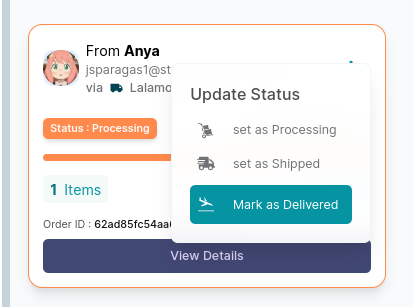 From Anya
jsparagas1@st
via Lalamo
Update Status
Status : Processing
set as Processing
set as Shipped
1 Items
Mark as Delivered
Order ID : 62ad85fc54aa
View Details